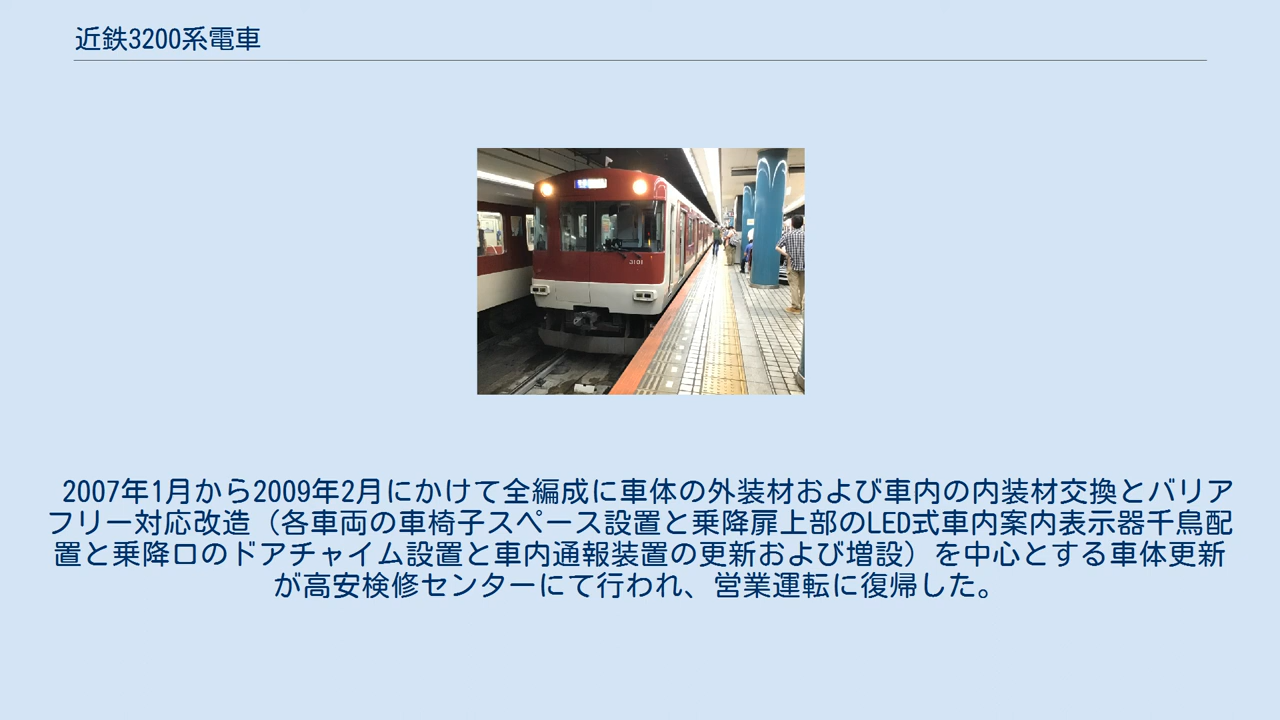 近鉄3200系電車
3101
2007年1月から2009年2月にかけて全編成に車体の外装材および車内の内装材交換とバリア
フリー対応改造（各車両の車椅子スペース設置と乗降扉上部のLED式車内案内表示器千鳥配
置と乗降口のドアチャイム設置と車内通報装置の更新および増設）を中心とする車体更新
が高安検修センターにて行われ、営業運転に復帰した。